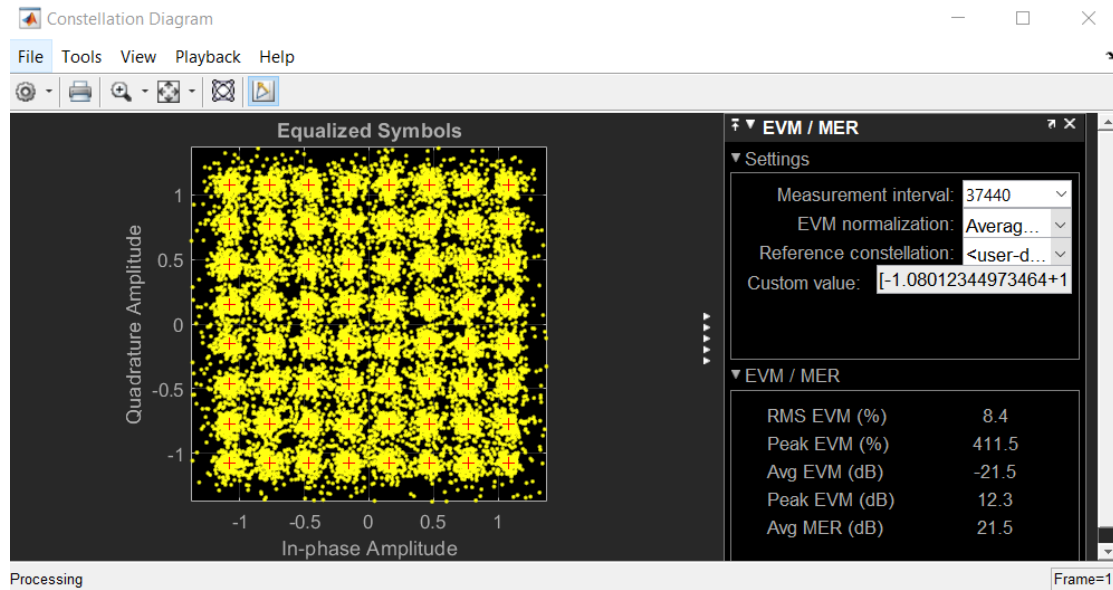 Constellation Diagram
File Tools View Playback Help
Equalized Symbols
1
0.5
0
-0.5
-1
Quadrature Amplitude
-1 -0.5 0 0.5 1
In-phase Amplitude
EVM / MER
Settings
Measurement interval: 37440
EVM normalization: Averag...
Reference constellation: <user-d...
Custom value: [-1.08012344973464+1
EVM / MER
RMS EVM (%) 8.4
Peak EVM (%) 411.5
Avg EVM (dB) -21.5
Peak EVM (dB) 12.3
Avg MER (dB) 21.5
Processing Frame=1